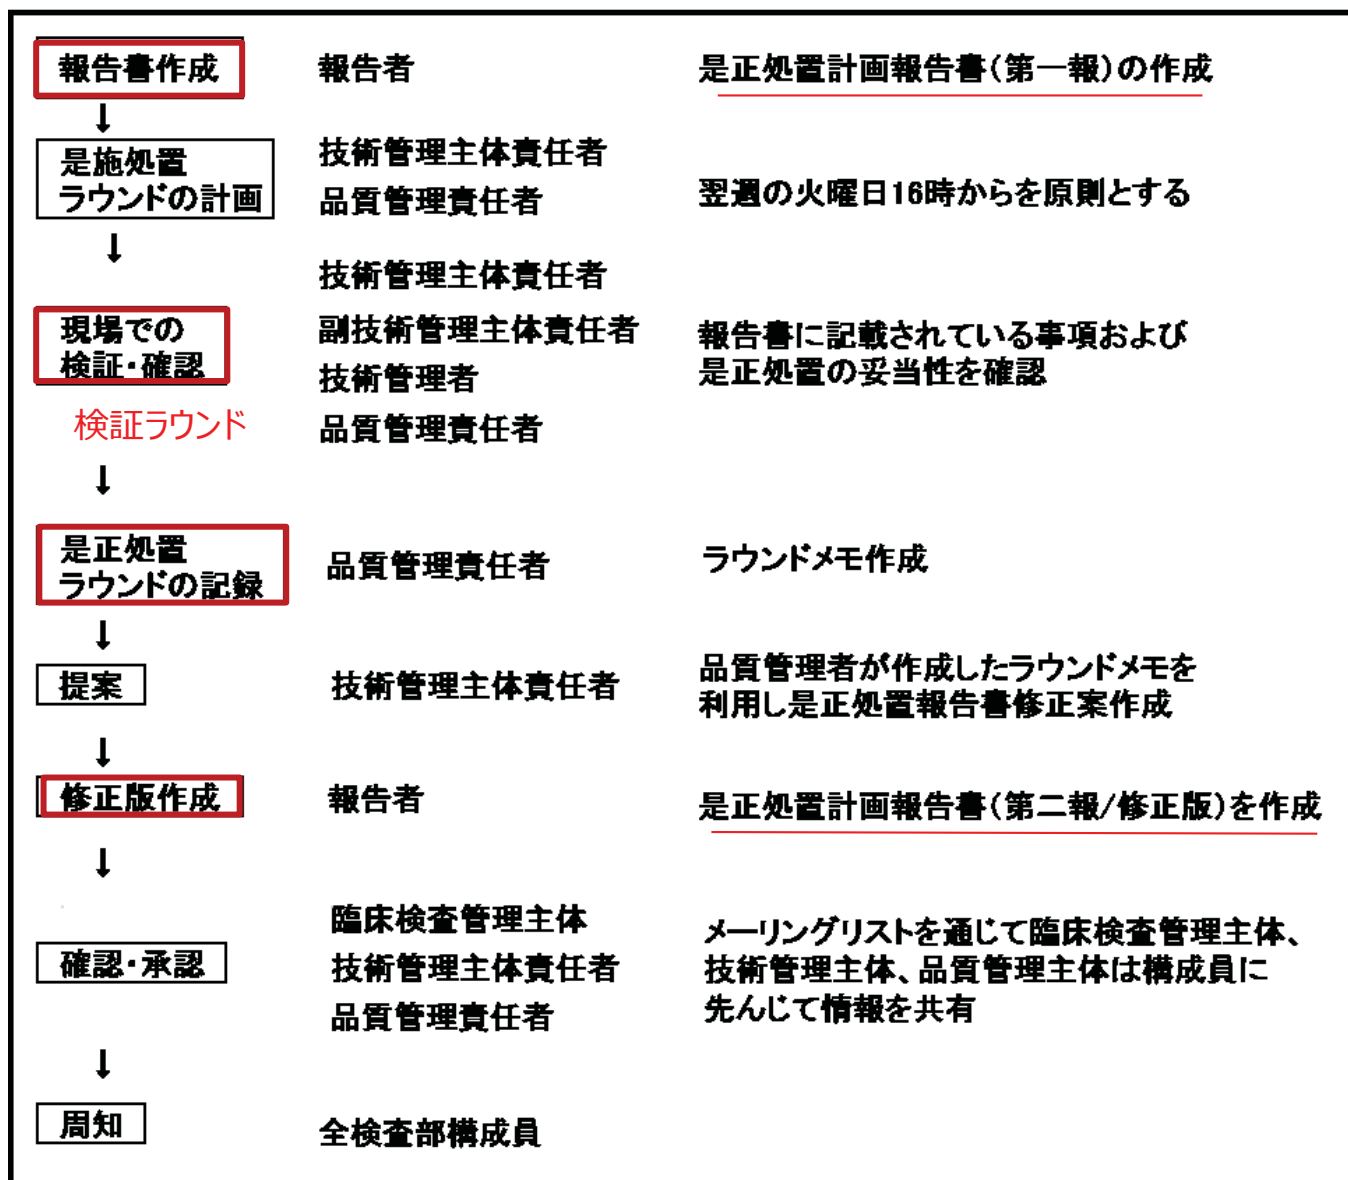 報告書作成
報告者
是正処置計画報告書(第一報)の作成
↓
是施処置
ラウンドの計画
技術管理主体責任者
品質管理責任者
翌週の火曜日16時からを原則とする
↓
現場での
検証・確認
検証ラウンド
技術管理主体責任者
副技術管理主体責任者
技術管理者
品質管理責任者
報告書に記載されている事項および
是正処置の妥当性を確認
↓
是正処置
ラウンドの記録
品質管理責任者
ラウンドメモ作成
↓
提案
技術管理主体責任者
品質管理者が作成したラウンドメモを
利用し是正処置報告書修正案作成
↓
修正版作成
報告者
是正処置計画報告書(第二報/修正版)を作成
↓
確認・承認
臨床検査管理主体
技術管理主体責任者
品質管理責任者
メーリングリストを通じて臨床検査管理主体、
技術管理主体、品質管理主体は構成員に
先んじて情報を共有
↓
周知
全検査部構成員